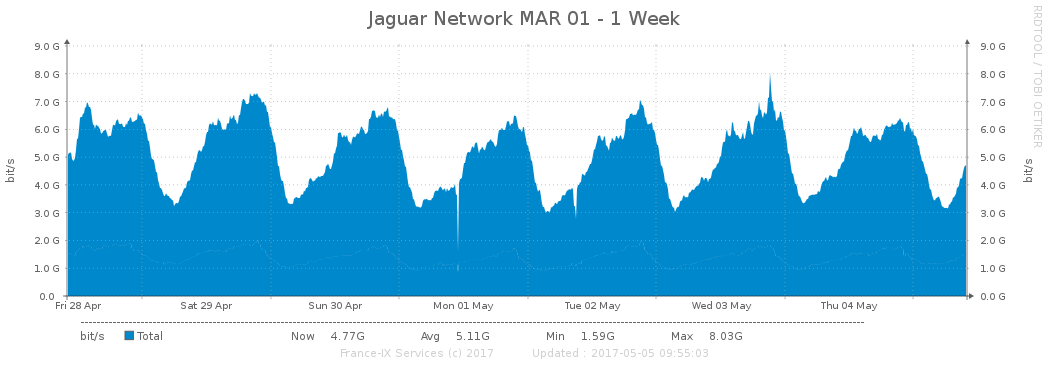 Jaguar Network MAR 01 - 1 Week
RRDTOOL / TOBI OETIKER
bit/s
9.0 G
8.0 G
7.0 G
6.0 G
5.0 G
4.0 G
3.0 G
2.0 G
1.0 G
0.0
9.0 G
8.0 G
7.0 G
6.0 G
5.0 G
4.0 G
3.0 G
2.0 G
1.0 G
0.0 G
bit/s
Fri 28 Apr Sat 29 Apr Sun 30 Apr Mon 01 May Tue 02 May Wed 03 May Thu 04 May
bit/s Total Now 4.77G Avg 5.11G Min 1.59G Max 8.03G
France-IX Services (c) 2017 Updated : 2017-05-05 09:55:03